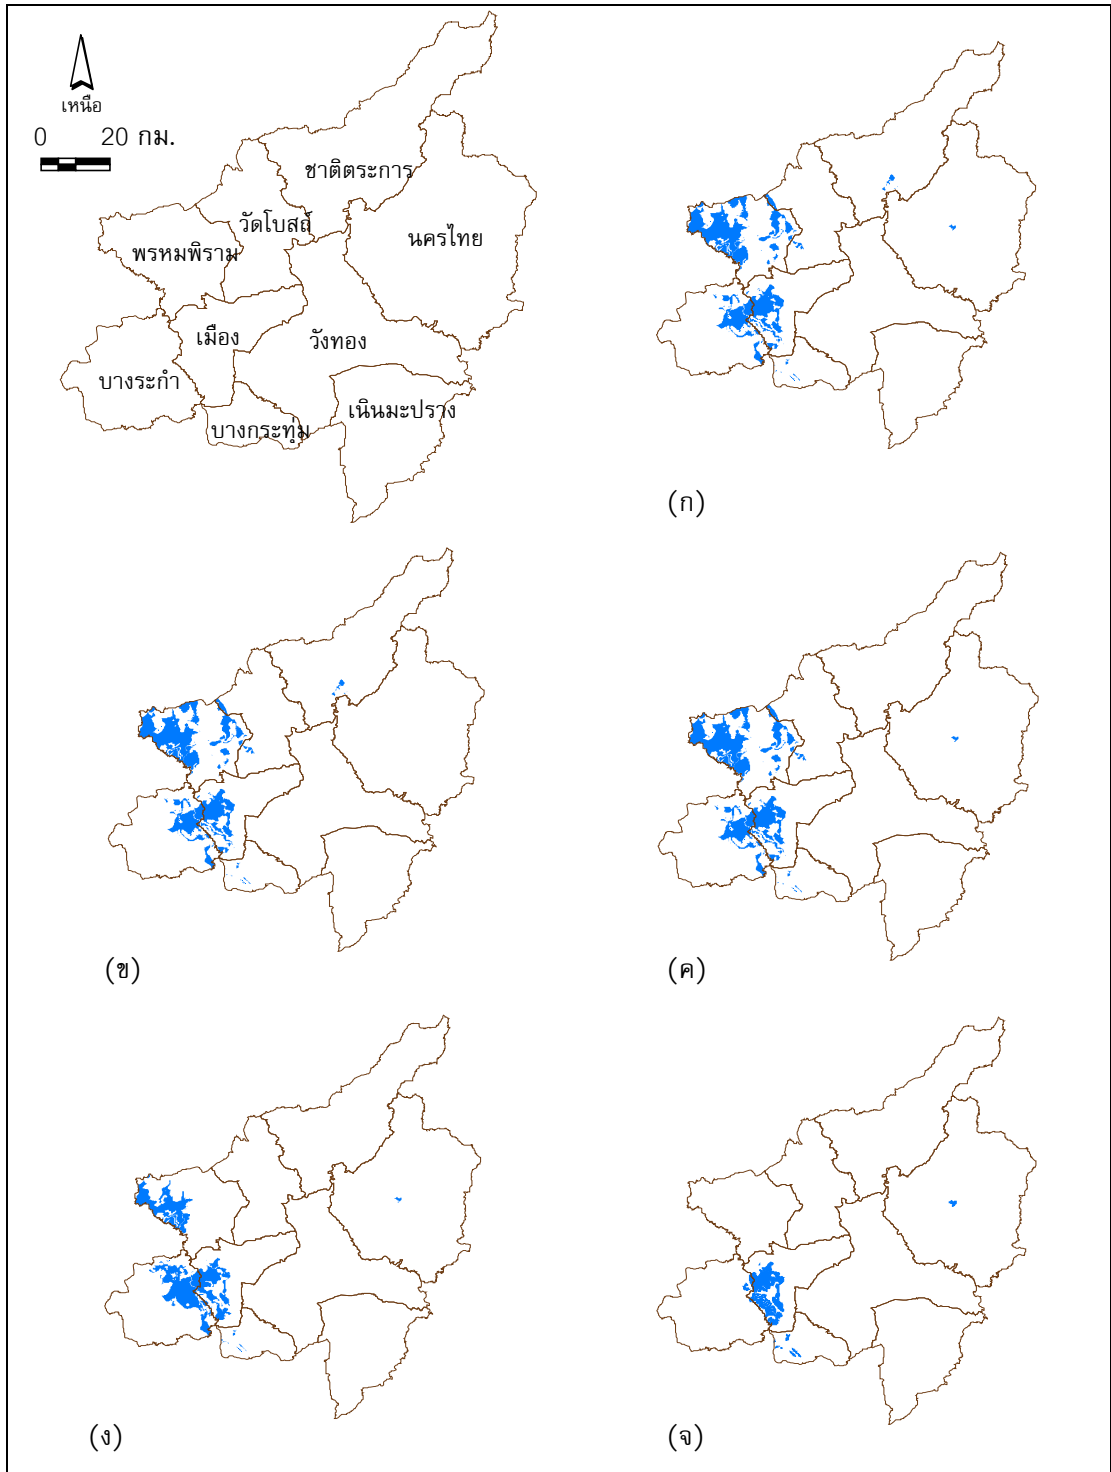 เหนือ
0 20 กม.
ชาติตระการ
วัดโบสถ์
นครไทย
พรหมพิราม
เมือง
วังทอง
บางระกำ
เนินมะปราง
บางกระทุ่ม
(ก)
(ข)
(ค)
(ง)
(จ)